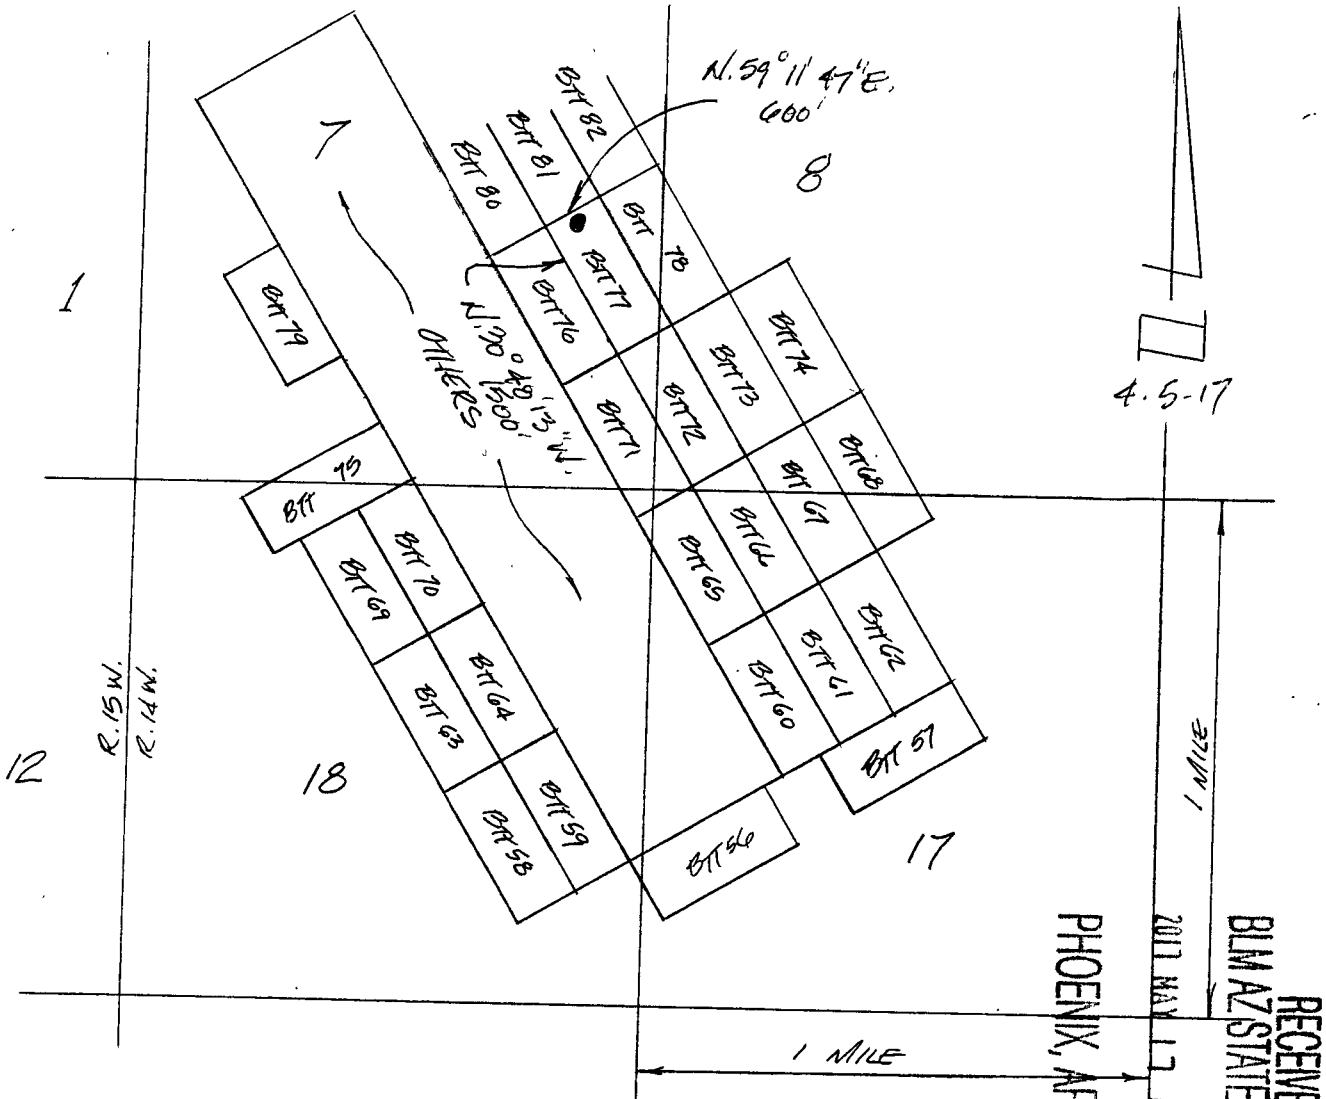 N. 59° 11' 47" E.
600'
BTT 82
BTT 81
BTT 80
7
8
BTT 78
BTT 77
BTT 76
N. 30° 48' 13" W.
1500'
OTHERS
1
BTT 79
BTT 74
BTT 73
BTT 72
BTT 71
4-5-17
BTT 75
BTT 68
BTT 67
BTT 66
BTT 65
BTT 70
BTT 69
BTT 62
BTT 61
BTT 60
BTT 64
BTT 63
R. 15 W.
R. 14 W.
12
18
BTT 57
BTT 59
BTT 58
BTT 56
17
1 MILE
1 MILE
RECEIVE
BLM AZ STATE
2017 MAY 17
PHOENIX, AR